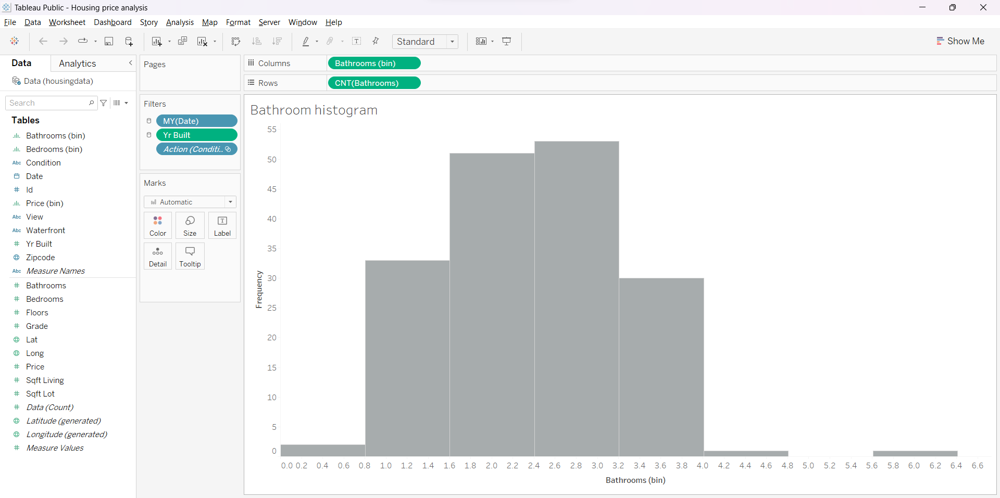 Tableau Public - Housing price analysis
File Data Worksheet Dashboard Story Analysis Map Format Server Window Help
Standard
Show Me
Data Analytics
Data (housingdata)
Search
Tables
Bathrooms (bin)
Bedrooms (bin)
Abc Condition
Date
Id
Price (bin)
Abc View
Abc Waterfront
Yr Built
Zipcode
Abc Measure Names
Bathrooms
Bedrooms
Floors
Grade
Lat
Long
Price
Sqft Living
Sqft Lot
Data (Count)
Latitude (generated)
Longitude (generated)
Measure Values
Pages
Filters
MY(Date)
Yr Built
Action (Conditi..
Marks
Automatic
Color Size Label
Detail Tooltip
Columns Bathrooms (bin)
Rows CNT(Bathrooms)
Bathroom histogram
55
50
45
40
35
30
25
20
15
10
5
0
Frequency
0.0 0.2 0.4 0.6 0.8 1.0 1.2 1.4 1.6 1.8 2.0 2.2 2.4 2.6 2.8 3.0 3.2 3.4 3.6 3.8 4.0 4.2 4.4 4.6 4.8 5.0 5.2 5.4 5.6 5.8 6.0 6.2 6.4 6.6
Bathrooms (bin)